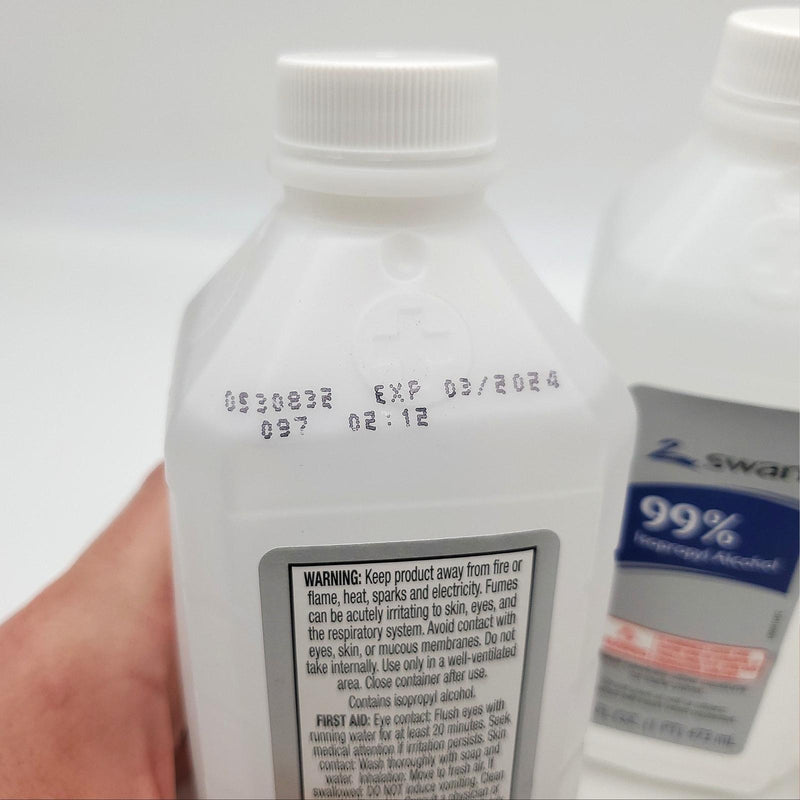 0530832 EXP 03/2024
097 02:12
WARNING: Keep product away from fire or
flame, heat, sparks and electricity. Fumes
can be acutely irritating to skin, eyes, and
the respiratory system. Avoid contact with
eyes, skin, or mucous membranes. Do not
take internally. Use only in a well-ventilated
area. Close container after use.
Contains isopropyl alcohol.
FIRST AID: Eye contact: Flush eyes with
running water for at least 20 minutes. Seek
medical attention if irritation persists. Skin
contact: Wash thoroughly with soap and
water. Inhalation: Move to fresh air. If
swallowed: DO NOT induce vomiting. Clean
swan
99%
Isopropyl Alcohol